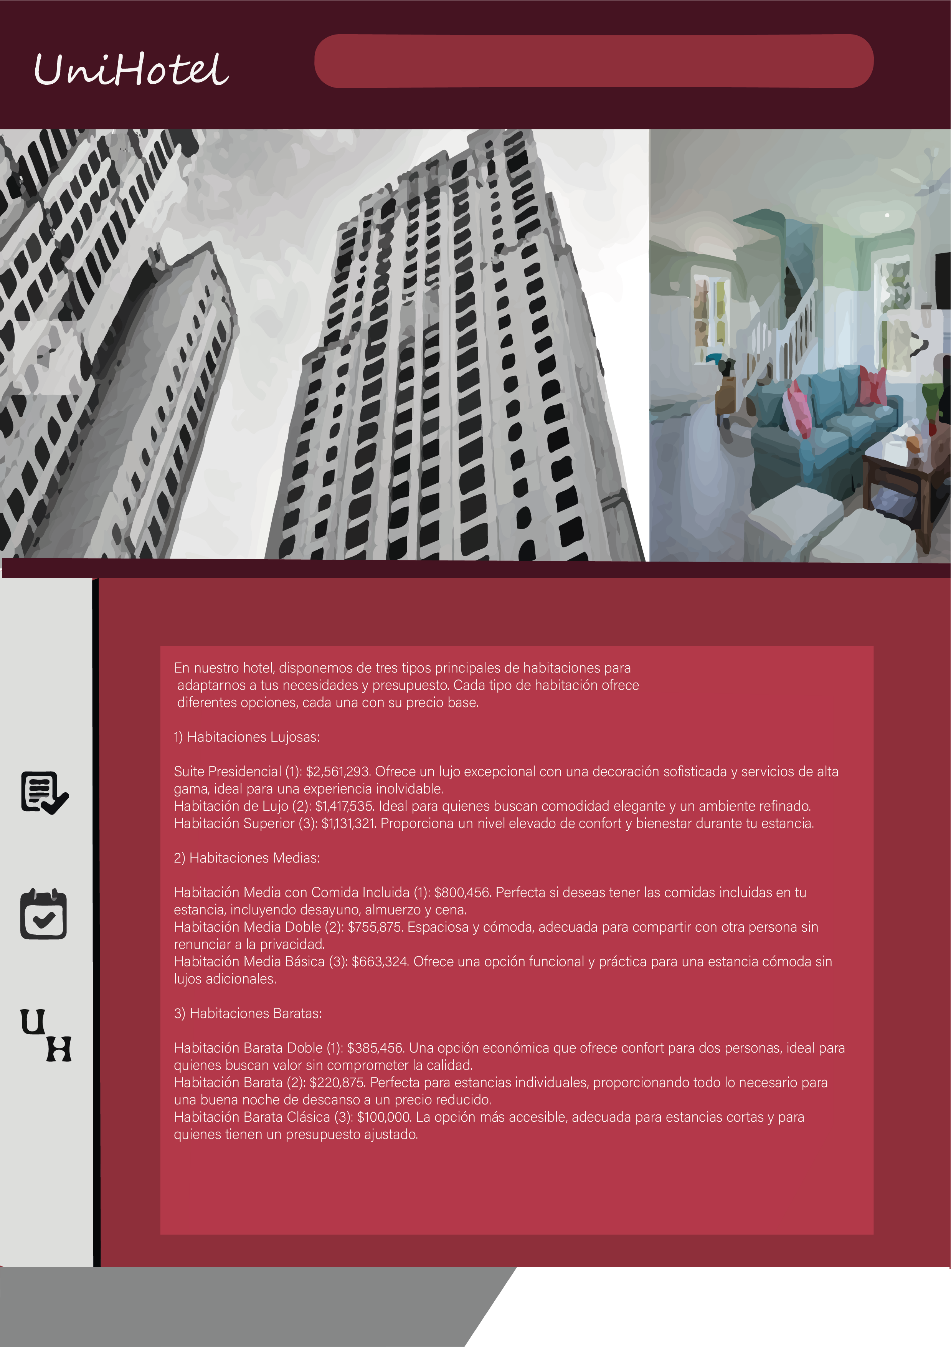 UniHotel
En nuestro hotel, disponemos de tres tipos principales de habitaciones para
adaptarnos a tus necesidades y presupuesto. Cada tipo de habitación ofrece
diferentes opciones, cada una con su precio base.
1) Habitaciones Lujosas:
Suite Presidencial (1): $2,561,293. Ofrece un lujo excepcional con una decoración sofisticada y servicios de alta
gama, ideal para una experiencia inolvidable.
Habitación de Lujo (2): $1,417,535. Ideal para quienes buscan comodidad elegante y un ambiente refinado.
Habitación Superior (3): $1,131,321. Proporciona un nivel elevado de confort y bienestar durante tu estancia.
2) Habitaciones Medias:
Habitación Media con Comida Incluida (1): $800,456. Perfecta si deseas tener las comidas incluidas en tu
estancia, incluyendo desayuno, almuerzo y cena.
Habitación Media Doble (2): $755,875. Espaciosa y cómoda, adecuada para compartir con otra persona sin
renunciar a la privacidad.
Habitación Media Básica (3): $663,324. Ofrece una opción funcional y práctica para una estancia cómoda sin
lujos adicionales.
3) Habitaciones Baratas:
Habitación Barata Doble (1): $385,456. Una opción económica que ofrece confort para dos personas, ideal para
quienes buscan valor sin comprometer la calidad.
Habitación Barata (2): $220,875. Perfecta para estancias individuales, proporcionando todo lo necesario para
una buena noche de descanso a un precio reducido.
Habitación Barata Clásica (3): $100,000. La opción más accesible, adecuada para estancias cortas y para
quienes tienen un presupuesto ajustado.
U
H